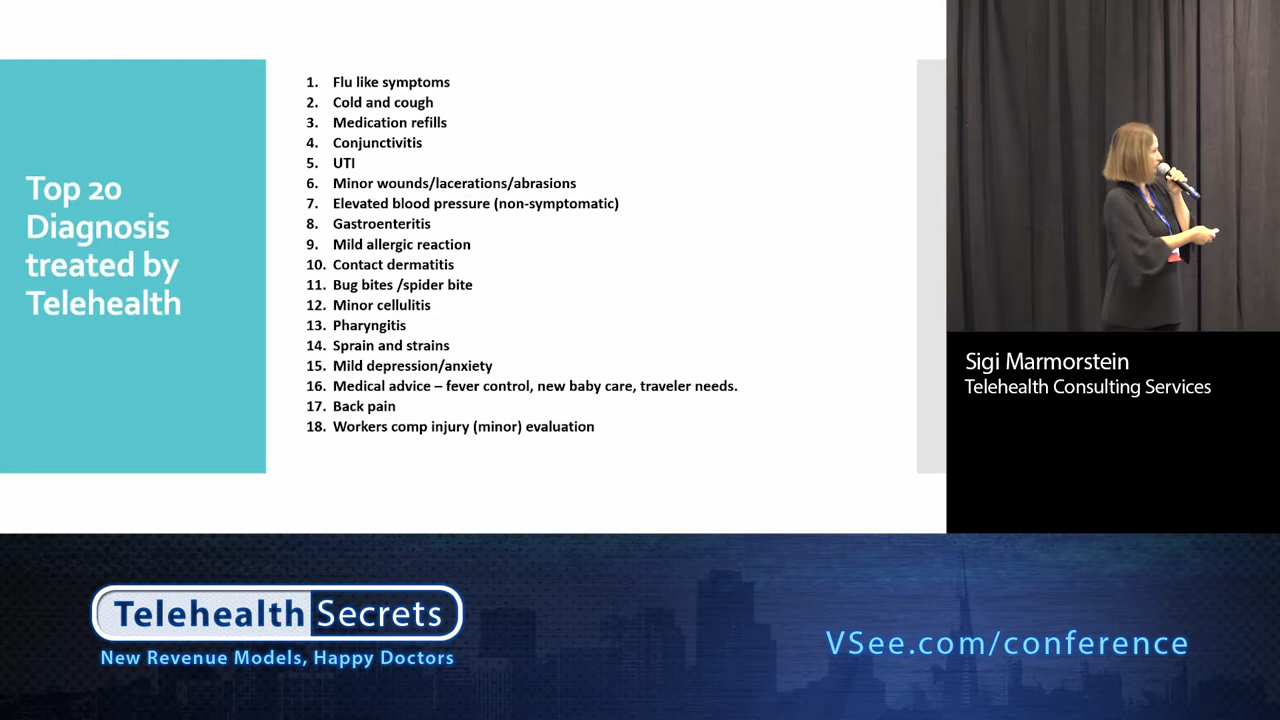 Top 20
Diagnosis
treated by
Telehealth
1. Flu like symptoms
2. Cold and cough
3. Medication refills
4. Conjunctivitis
5. UTI
6. Minor wounds/lacerations/abrasions
7. Elevated blood pressure (non-symptomatic)
8. Gastroenteritis
9. Mild allergic reaction
10. Contact dermatitis
11. Bug bites /spider bite
12. Minor cellulitis
13. Pharyngitis
14. Sprain and strains
15. Mild depression/anxiety
16. Medical advice – fever control, new baby care, traveler needs.
17. Back pain
18. Workers comp injury (minor) evaluation
Sigi Marmorstein
Telehealth Consulting Services
Telehealth Secrets
New Revenue Models, Happy Doctors
VSee.com/conference